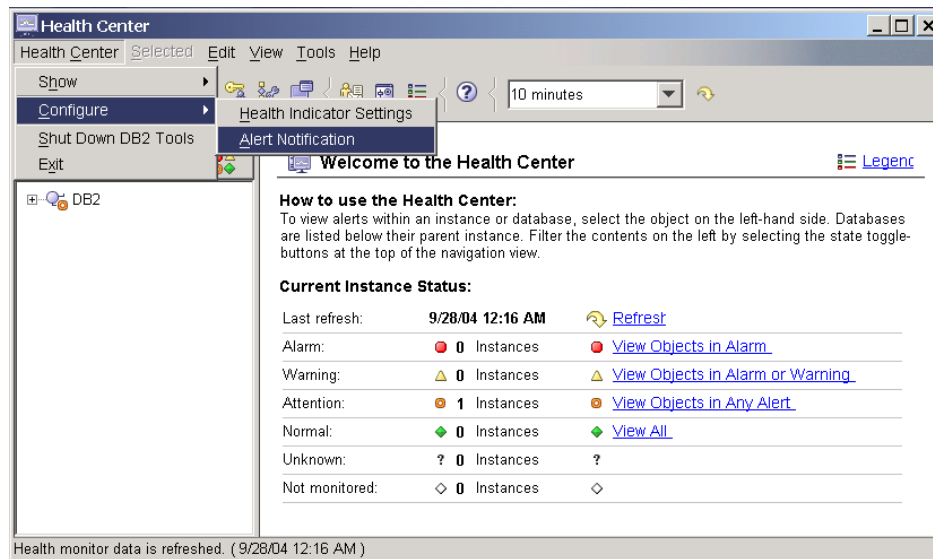 Health Center
Health Center Selected Edit View Tools Help
Show
Configure
Shut Down DB2 Tools
Exit
Health Indicator Settings
Alert Notification
10 minutes
DB2
Welcome to the Health Center
Legend
How to use the Health Center:
To view alerts within an instance or database, select the object on the left-hand side. Databases
are listed below their parent instance. Filter the contents on the left by selecting the state toggle-
buttons at the top of the navigation view.
Current Instance Status:
Last refresh: 9/28/04 12:16 AM Refresh
Alarm: 0 Instances View Objects in Alarm
Warning: 0 Instances View Objects in Alarm or Warning
Attention: 1 Instances View Objects in Any Alert
Normal: 0 Instances View All
Unknown: ? 0 Instances ?
Not monitored: 0 Instances
Health monitor data is refreshed. ( 9/28/04 12:16 AM )